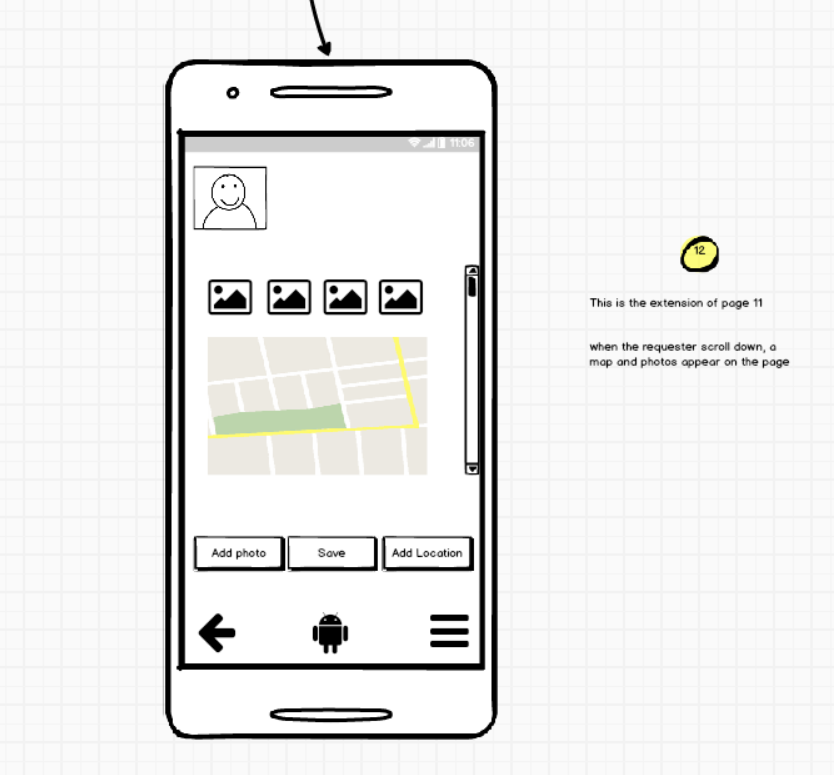 11:06
12
This is the extension of page 11
when the requester scroll down, a
map and photos appear on the page
Add photo
Save
Add Location